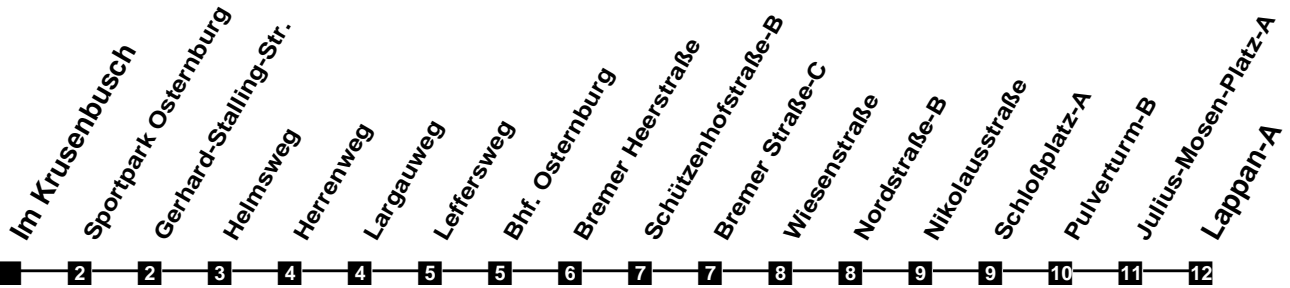 Im Krusenbusch
Sportpark Osternburg
Gerhard-Stalling-Str.
Helmsweg
Herrenweg
Largauweg
Leffersweg
Bhf. Osternburg
Bremer Heerstraße
Schützenhofstraße-B
Bremer Straße-C
Wiesenstraße
Nordstraße-B
Nikolausstraße
Schloßplatz-A
Pulverturm-B
Julius-Mosen-Platz-A
Lappan-A
2 2 3 4 4 5 5 6 7 7 8 8 9 9 10 11 12